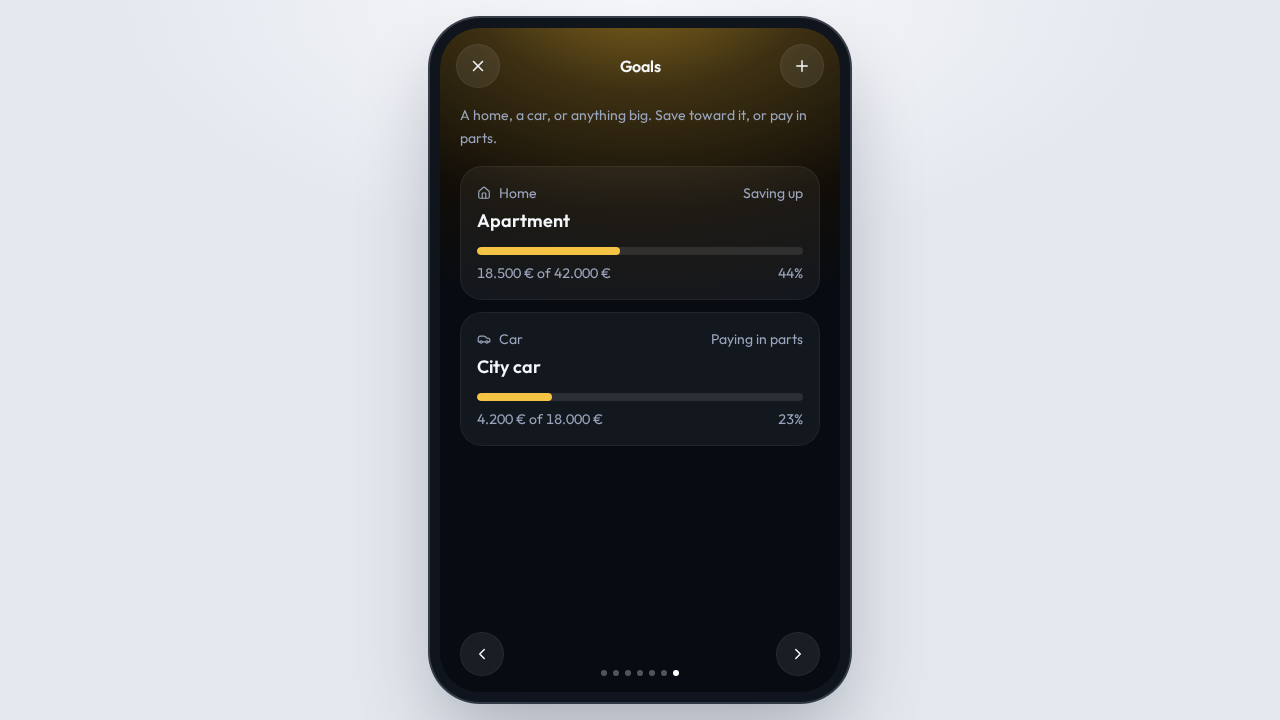 Goals
A home, a car, or anything big. Save toward it, or pay in
parts.
Home
Saving up
Apartment
18.500 € of 42.000 €
44%
Car
Paying in parts
City car
4.200 € of 18.000 €
23%